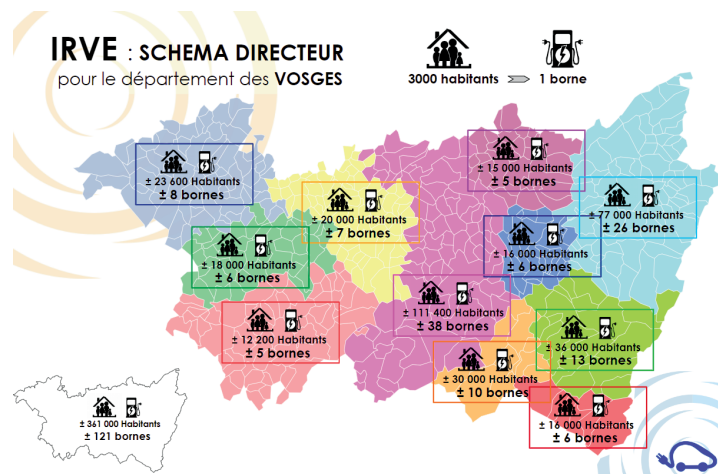 IRVE : SCHEMA DIRECTEUR
pour le département des VOSGES
3000 habitants 1 borne
± 23 600 Habitants
± 8 bornes
± 15 000 Habitants
± 5 bornes
± 20 000 Habitants
± 7 bornes
± 77 000 Habitants
± 26 bornes
± 18 000 Habitants
± 6 bornes
± 16 000 Habitants
± 6 bornes
± 111 400 Habitants
± 38 bornes
± 12 200 Habitants
± 5 bornes
± 36 000 Habitants
± 13 bornes
± 30 000 Habitants
± 10 bornes
± 16 000 Habitants
± 6 bornes
± 361 000 Habitants
± 121 bornes